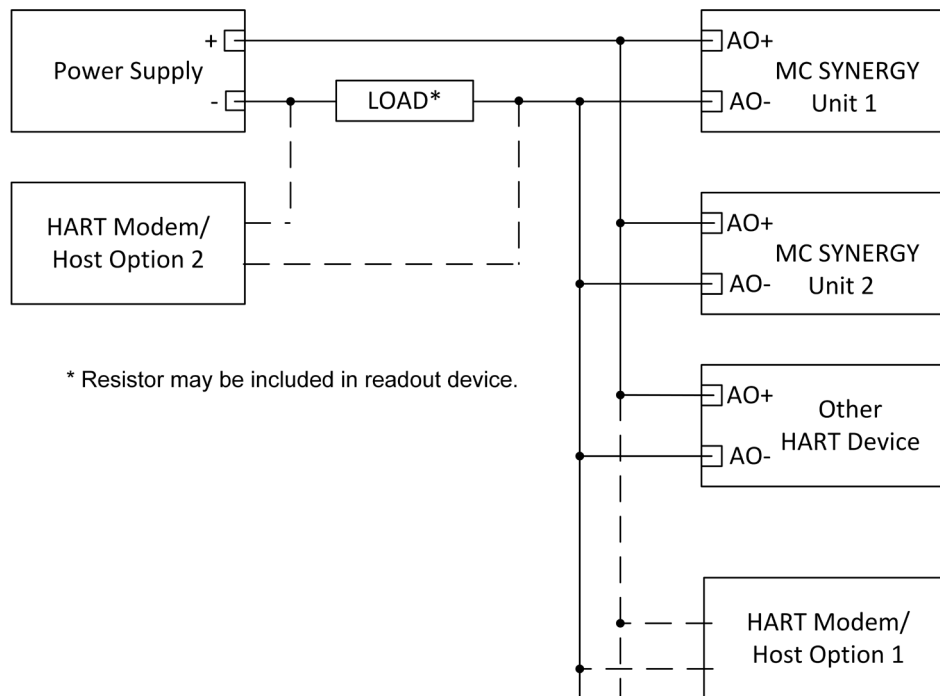 Power Supply
+
-
LOAD*
AO+
AO-
MC SYNERGY
Unit 1
HART Modem/
Host Option 2
AO+
AO-
MC SYNERGY
Unit 2
* Resistor may be included in readout device.
AO+
AO-
Other
HART Device
HART Modem/
Host Option 1